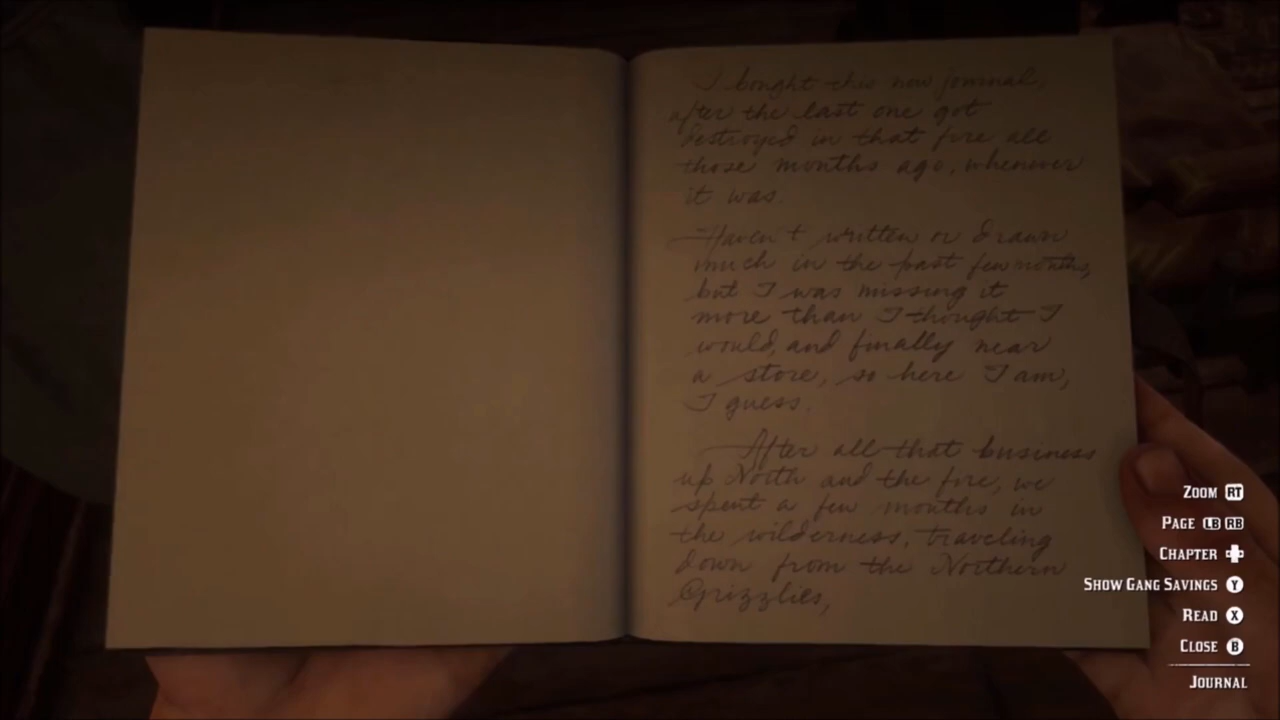 I bought this new journal,
after the last one got
destroyed in that fire all
those months ago, whenever
it was.
Haven't written or drawn
much in the past few months,
but I was missing it
more than I thought I
would, and finally near
a store, so here I am,
I guess.
After all that business
up North and the fire, we
spent a few months in
the wilderness, traveling
down from the Northern
Grizzlies,
ZOOM RT
PAGE LB RB
CHAPTER
SHOW GANG SAVINGS Y
READ X
CLOSE B
JOURNAL